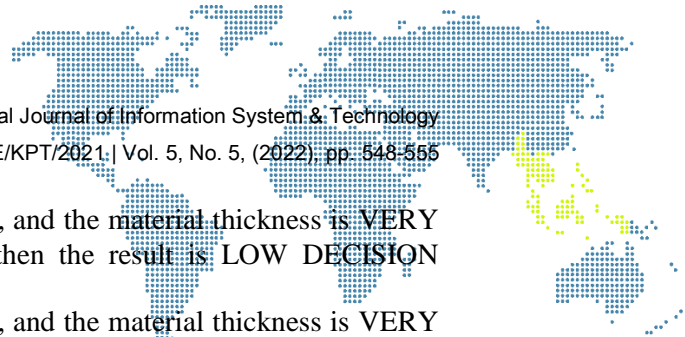 al Journal of Information System & Technology
E/KPT/2021 | Vol. 5, No. 5, (2022), pp. 548-555
, and the material thickness is VERY
then the result is LOW DECISION
, and the material thickness is VERY